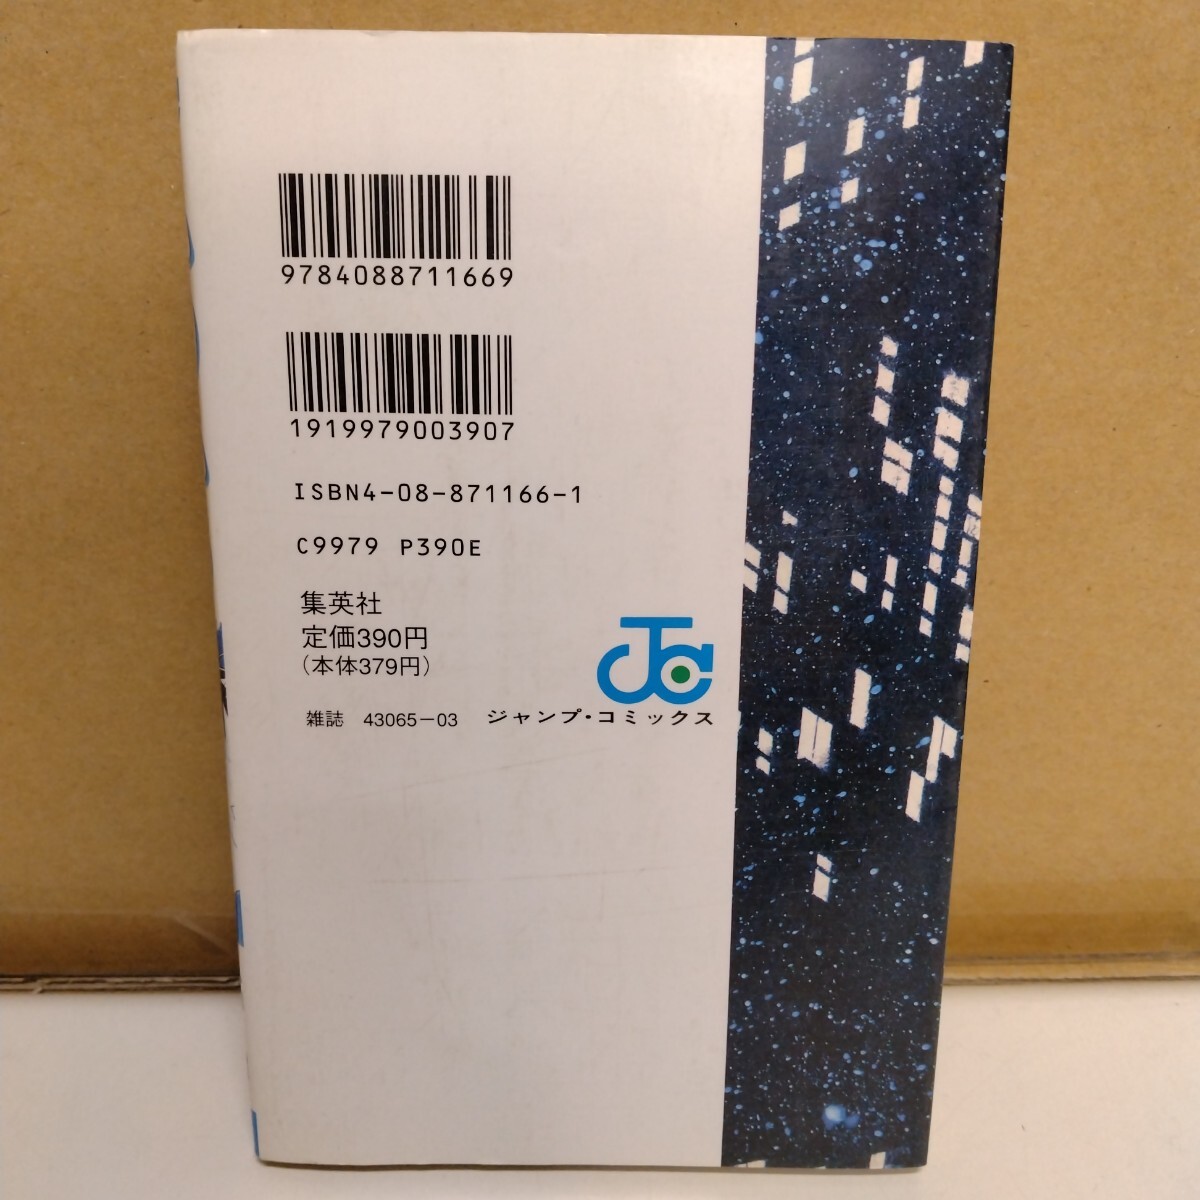 9784088711669
1919979003907
ISBN4-08-871166-1
C9979 P390E
集英社
定価390円
(本体379円)
雑誌 43065-03
JC
ジャンプ・コミックス